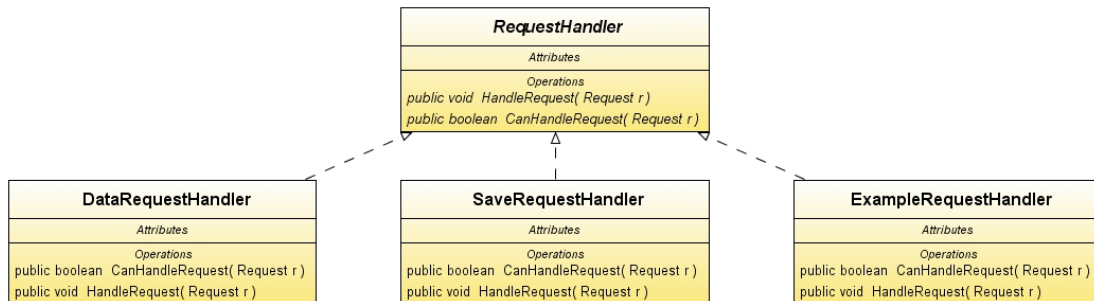 RequestHandler
Attributes
Operations
public void HandleRequest( Request r )
public boolean CanHandleRequest( Request r )
DataRequestHandler
Attributes
Operations
public boolean CanHandleRequest( Request r )
public void HandleRequest( Request r )
SaveRequestHandler
Attributes
Operations
public boolean CanHandleRequest( Request r )
public void HandleRequest( Request r )
ExampleRequestHandler
Attributes
Operations
public boolean CanHandleRequest( Request r )
public void HandleRequest( Request r )